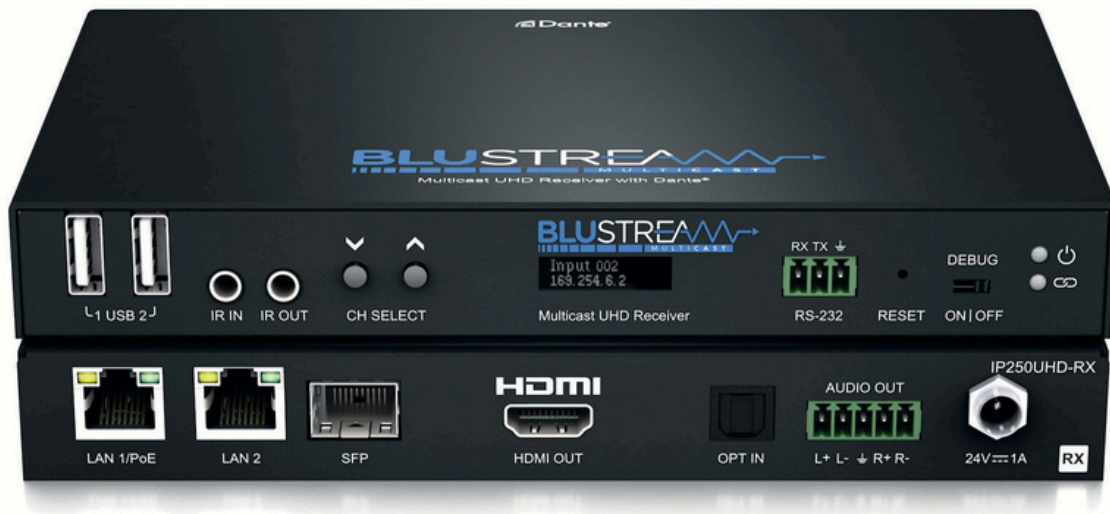 Dante®
BLUSTREAM
MULTICAST
Multicast UHD Receiver with Dante®
BLUSTREAM
MULTICAST
Input 002
169.254.6.2
Multicast UHD Receiver
1 USB 2
IR IN
IR OUT
CH SELECT
RX TX
RS-232
RESET
DEBUG
ON|OFF
IP250UHD-RX
LAN 1/PoE
LAN 2
SFP
HDMI
HDMI OUT
OPT IN
AUDIO OUT
L+ L- R+ R-
24V⎓1A
RX